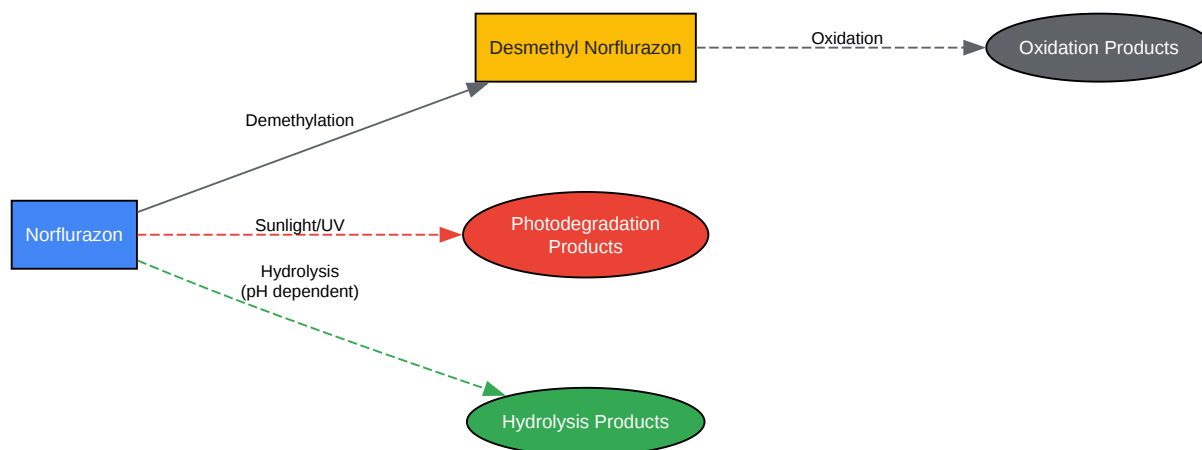 Desmethyl Norflurazon
Oxidation
Oxidation Products
Demethylation
Norflurazon
Sunlight/UV
Photodegradation
Products
Hydrolysis
(pH dependent)
Hydrolysis Products